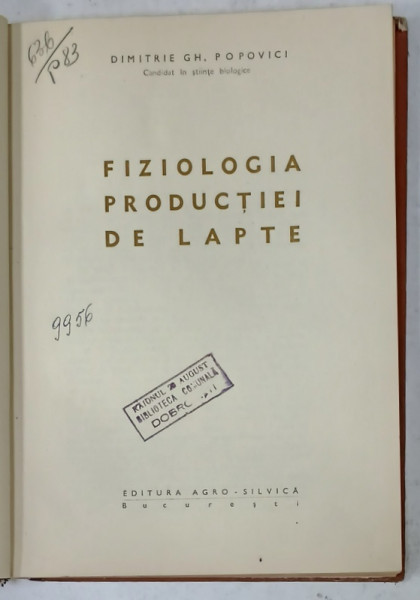 636/P83
DIMITRIE GH. POPOVICI
Candidat în științe biologice
FIZIOLOGIA
PRODUCȚIEI
DE LAPTE
9956
RAIONUL 23 AUGUST
BIBLIOTECA COMUNALĂ
EDITURA AGRO-SILVICĂ
București